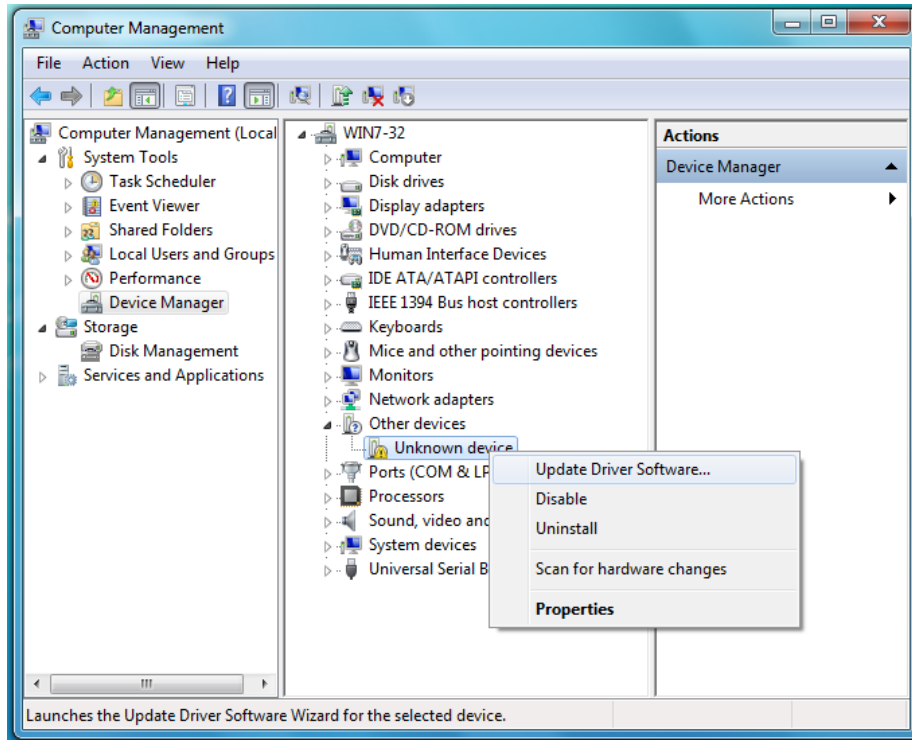 Computer Management
File Action View Help
Computer Management (Local
System Tools
Task Scheduler
Event Viewer
Shared Folders
Local Users and Groups
Performance
Device Manager
Storage
Disk Management
Services and Applications
WIN7-32
Computer
Disk drives
Display adapters
DVD/CD-ROM drives
Human Interface Devices
IDE ATA/ATAPI controllers
IEEE 1394 Bus host controllers
Keyboards
Mice and other pointing devices
Monitors
Network adapters
Other devices
Unknown device
Ports (COM & LP
Processors
Sound, video and
System devices
Universal Serial B
Update Driver Software...
Disable
Uninstall
Scan for hardware changes
Properties
Actions
Device Manager
More Actions
Launches the Update Driver Software Wizard for the selected device.